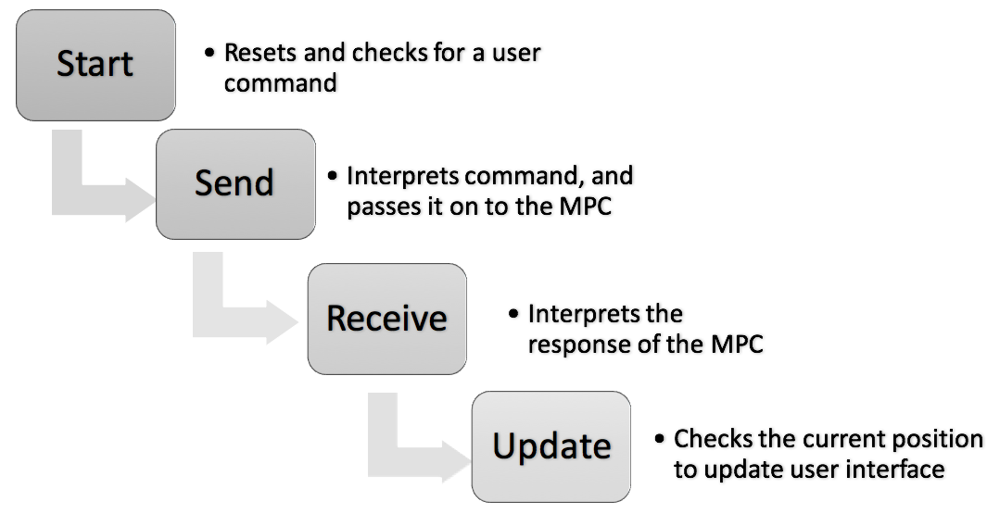 Start
• Resets and checks for a user
command
Send
• Interprets command, and
passes it on to the MPC
Receive
• Interprets the
response of the MPC
Update
• Checks the current position
to update user interface